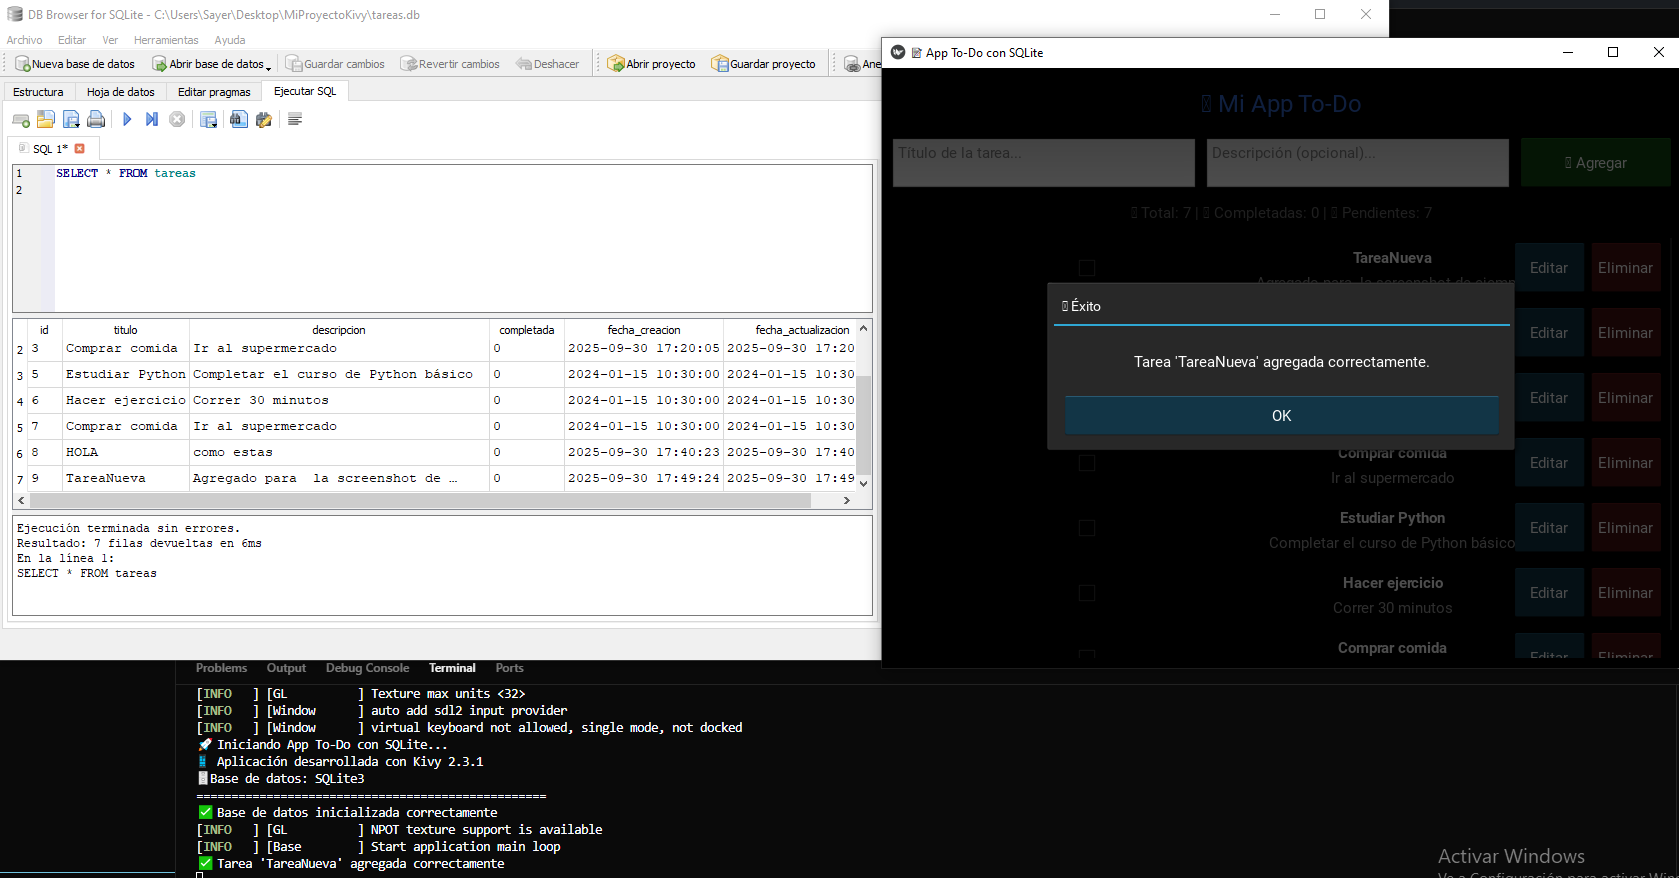 DB Browser for SQLite - C:\Users\Sayer\Desktop\MiProyectoKivy\tareas.db
Archivo Editar Ver Herramientas Ayuda
Nueva base de datos Abrir base de datos Guardar cambios Revertir cambios Deshacer Abrir proyecto Guardar proyecto Ane
Estructura Hoja de datos Editar pragmas Ejecutar SQL
SQL 1*
1 SELECT * FROM tareas
2
id titulo descripcion completada fecha_creacion fecha_actualizacion
2 3 Comprar comida Ir al supermercado 0 2025-09-30 17:20:05 2025-09-30 17:20
3 5 Estudiar Python Completar el curso de Python básico 0 2024-01-15 10:30:00 2024-01-15 10:30
4 6 Hacer ejercicio Correr 30 minutos 0 2024-01-15 10:30:00 2024-01-15 10:30
5 7 Comprar comida Ir al supermercado 0 2024-01-15 10:30:00 2024-01-15 10:30
6 8 HOLA como estas 0 2025-09-30 17:40:23 2025-09-30 17:40
7 9 TareaNueva Agregado para  la screenshot de … 0 2025-09-30 17:49:24 2025-09-30 17:49
Ejecución terminada sin errores.
Resultado: 7 filas devueltas en 6ms
En la línea 1:
SELECT * FROM tareas
App To-Do con SQLite
Mi App To-Do
Título de la tarea... Descripción (opcional)... Agregar
Total: 7 | Completadas: 0 | Pendientes: 7
TareaNueva
Agregado para la screenshot de ejemp
Editar Eliminar
Éxito
Tarea 'TareaNueva' agregada correctamente.
OK
Editar Eliminar
Editar Eliminar
Comprar comida
Ir al supermercado
Editar Eliminar
Estudiar Python
Completar el curso de Python básico
Editar Eliminar
Hacer ejercicio
Correr 30 minutos
Editar Eliminar
Comprar comida
Editar Eliminar
Problems Output Debug Console Terminal Ports
[INFO   ] [GL          ] Texture max units <32>
[INFO   ] [Window      ] auto add sdl2 input provider
[INFO   ] [Window      ] virtual keyboard not allowed, single mode, not docked
🚀 Iniciando App To-Do con SQLite...
📱 Aplicación desarrollada con Kivy 2.3.1
Base de datos: SQLite3
==================================================
✅ Base de datos inicializada correctamente
[INFO   ] [GL          ] NPOT texture support is available
[INFO   ] [Base        ] Start application main loop
✅ Tarea 'TareaNueva' agregada correctamente
Activar Windows
Ve a Configuración para activar Win